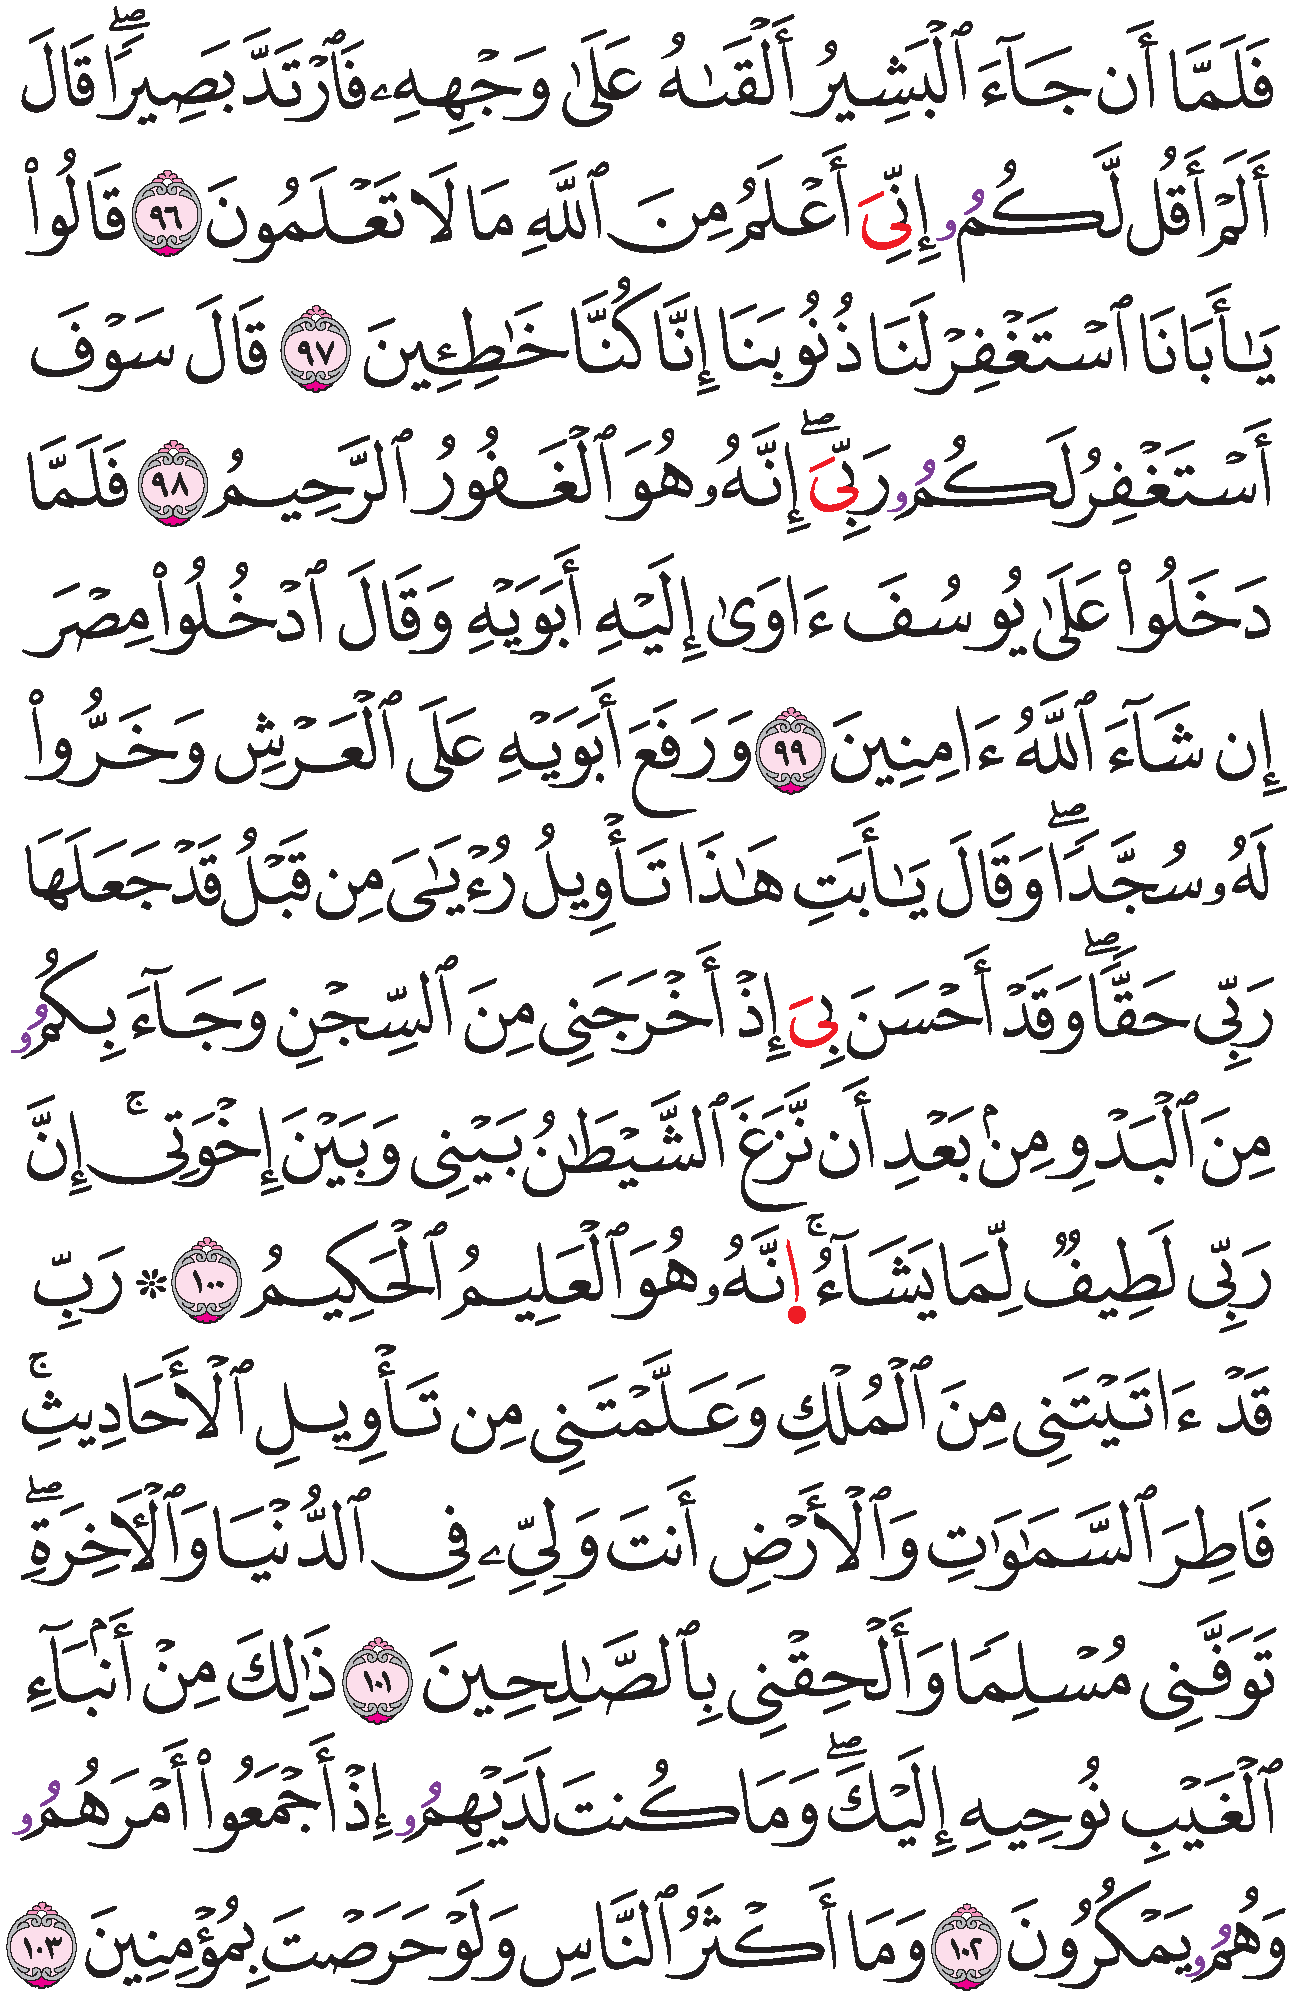 فَلَمَّا أَن جَآءَ ٱلْبَشِيرُ أَلْقَىٰهُ عَلَىٰ وَجْهِهِۦ فَٱرْتَدَّ بَصِيرًاۖ قَالَ
أَلَمْ أَقُل لَّكُمُۥ إِنِّىَ أَعْلَمُ مِنَ ٱللَّهِ مَا لَا تَعْلَمُونَ ٩٦ قَالُوا۟
يَٰٓأَبَانَا ٱسْتَغْفِرْ لَنَا ذُنُوبَنَا إِنَّا كُنَّا خَٰطِـِٔينَ ٩٧ قَالَ سَوْفَ
أَسْتَغْفِرُ لَكُمُۥ رَبِّىَۖ إِنَّهُۥ هُوَ ٱلْغَفُورُ ٱلرَّحِيمُ ٩٨ فَلَمَّا
دَخَلُوا۟ عَلَىٰ يُوسُفَ ءَاوَىٰ إِلَيْهِ أَبَوَيْهِ وَقَالَ ٱدْخُلُوا۟ مِصْرَ
إِن شَآءَ ٱللَّهُ ءَامِنِينَ ٩٩ وَرَفَعَ أَبَوَيْهِ عَلَى ٱلْعَرْشِ وَخَرُّوا۟
لَهُۥ سُجَّدًاۖ وَقَالَ يَٰٓأَبَتِ هَٰذَا تَأْوِيلُ رُءْيَٰىَ مِن قَبْلُ قَدْ جَعَلَهَا
رَبِّى حَقًّاۖ وَقَدْ أَحْسَنَ بِىَ إِذْ أَخْرَجَنِى مِنَ ٱلسِّجْنِ وَجَآءَ بِكُمُۥ
مِنَ ٱلْبَدْوِ مِنۢ بَعْدِ أَن نَّزَغَ ٱلشَّيْطَٰنُ بَيْنِى وَبَيْنَ إِخْوَتِىۚ إِنَّ
رَبِّى لَطِيفٌ لِّمَا يَشَآءُۚ ا۪نَّهُۥ هُوَ ٱلْعَلِيمُ ٱلْحَكِيمُ ١٠٠ ۞ رَبِّ
قَدْ ءَاتَيْتَنِى مِنَ ٱلْمُلْكِ وَعَلَّمْتَنِى مِن تَأْوِيلِ ٱلْأَحَادِيثِۚ
فَاطِرَ ٱلسَّمَٰوَٰتِ وَٱلْأَرْضِ أَنتَ وَلِىِّۦ فِى ٱلدُّنْيَا وَٱلْأَخِرَةِۖ
تَوَفَّنِى مُسْلِمًا وَأَلْحِقْنِى بِٱلصَّٰلِحِينَ ١٠١ ذَٰلِكَ مِنْ أَنۢبَآءِ
ٱلْغَيْبِ نُوحِيهِ إِلَيْكَۖ وَمَا كُنتَ لَدَيْهِمُۥ إِذْ أَجْمَعُوا۟ أَمْرَهُمُۥ
وَهُمُۥ يَمْكُرُونَ ١٠٢ وَمَا أَكْثَرُ ٱلنَّاسِ وَلَوْ حَرَصْتَ بِمُؤْمِنِينَ ١٠٣